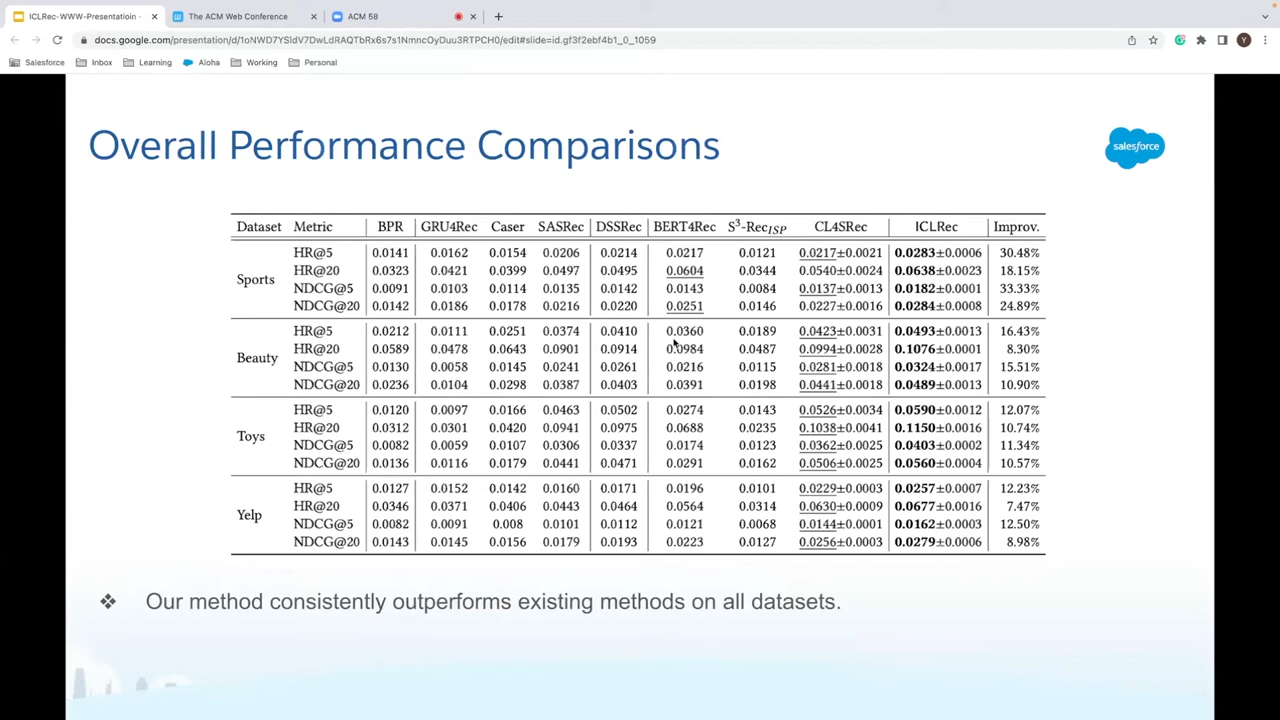 ICLRec-WWW-Presentatioin -
The ACM Web Conference
ACM 58
docs.google.com/presentation/d/1oNWD7YSldV7DwLdRAQTbRx6s7s1NmncOyDuu3RTPCH0/edit#slide=id.gf3f2ebf4b1_0_1059
Y
Salesforce Inbox Learning Aloha Working Personal
Overall Performance Comparisons
salesforce
Dataset Metric BPR GRU4Rec Caser SASRec DSSRec BERT4Rec S³-Rec_ISP CL4SRec ICLRec Improv.
Sports
HR@5 0.0141 0.0162 0.0154 0.0206 0.0214 0.0217 0.0121 0.0217±0.0021 0.0283±0.0006 30.48%
HR@20 0.0323 0.0421 0.0399 0.0497 0.0495 0.0604 0.0344 0.0540±0.0024 0.0638±0.0023 18.15%
NDCG@5 0.0091 0.0103 0.0114 0.0135 0.0142 0.0143 0.0084 0.0137±0.0013 0.0182±0.0001 33.33%
NDCG@20 0.0142 0.0186 0.0178 0.0216 0.0220 0.0251 0.0146 0.0227±0.0016 0.0284±0.0008 24.89%
Beauty
HR@5 0.0212 0.0111 0.0251 0.0374 0.0410 0.0360 0.0189 0.0423±0.0031 0.0493±0.0013 16.43%
HR@20 0.0589 0.0478 0.0643 0.0901 0.0914 0.0984 0.0487 0.0994±0.0028 0.1076±0.0001 8.30%
NDCG@5 0.0130 0.0058 0.0145 0.0241 0.0261 0.0216 0.0115 0.0281±0.0018 0.0324±0.0017 15.51%
NDCG@20 0.0236 0.0104 0.0298 0.0387 0.0403 0.0391 0.0198 0.0441±0.0018 0.0489±0.0013 10.90%
Toys
HR@5 0.0120 0.0097 0.0166 0.0463 0.0502 0.0274 0.0143 0.0526±0.0034 0.0590±0.0012 12.07%
HR@20 0.0312 0.0301 0.0420 0.0941 0.0975 0.0688 0.0235 0.1038±0.0041 0.1150±0.0016 10.74%
NDCG@5 0.0082 0.0059 0.0107 0.0306 0.0337 0.0174 0.0123 0.0362±0.0025 0.0403±0.0002 11.34%
NDCG@20 0.0136 0.0116 0.0179 0.0441 0.0471 0.0291 0.0162 0.0506±0.0025 0.0560±0.0004 10.57%
Yelp
HR@5 0.0127 0.0152 0.0142 0.0160 0.0171 0.0196 0.0101 0.0229±0.0003 0.0257±0.0007 12.23%
HR@20 0.0346 0.0371 0.0406 0.0443 0.0464 0.0564 0.0314 0.0630±0.0009 0.0677±0.0016 7.47%
NDCG@5 0.0082 0.0091 0.008 0.0101 0.0112 0.0121 0.0068 0.0144±0.0001 0.0162±0.0003 12.50%
NDCG@20 0.0143 0.0145 0.0156 0.0179 0.0193 0.0223 0.0127 0.0256±0.0003 0.0279±0.0006 8.98%
❖ Our method consistently outperforms existing methods on all datasets.